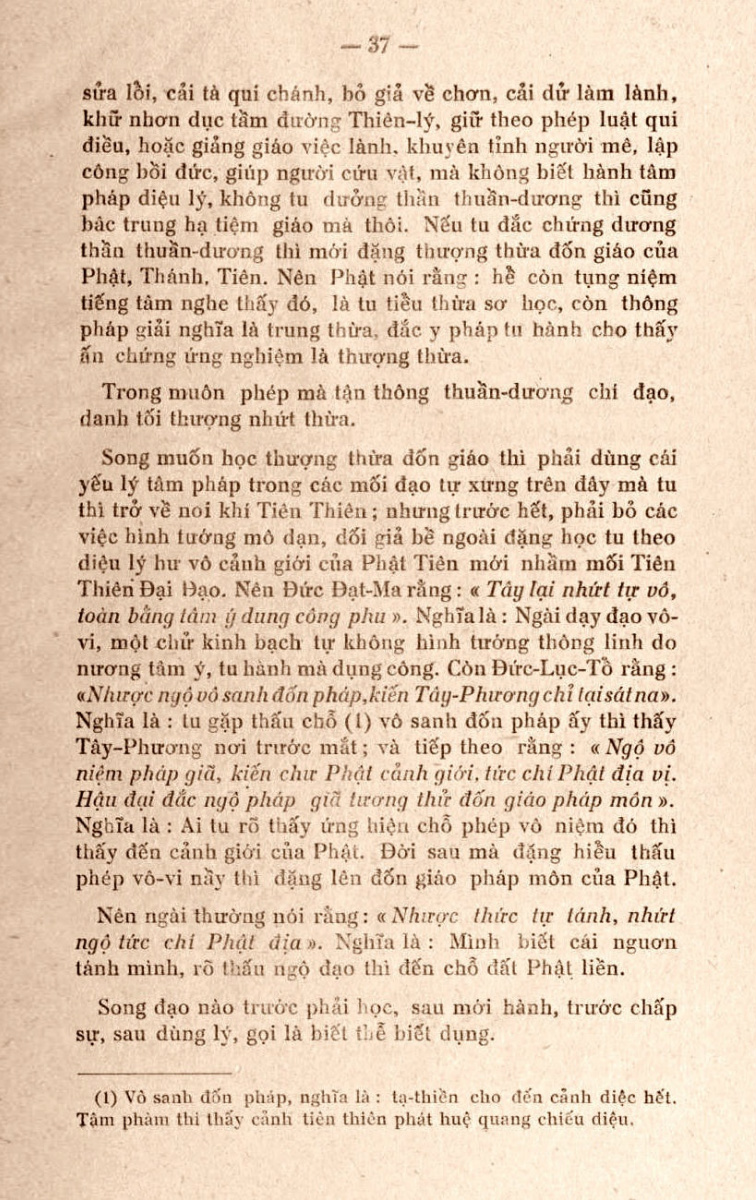 — 37 —
sửa lồi, cải tà qui chánh, bỏ giả về chơn, cải dử làm lành,
khữ nhơn dục tầm đường Thiên-lý, giữ theo phép luật qui
điều, hoặc giảng giáo việc lành, khuyên tỉnh người mê, lập
công bồi đức, giúp người cứu vật, mà không biết hành tâm
pháp diệu lý, không tu dưởng thần thuần-dương thì cũng
bâc trung hạ tiệm giáo mà thôi. Nếu tu đắc chứng dương
thần thuần-dương thì mới đặng thượng thừa đốn giáo của
Phật, Thánh, Tiên. Nên Phật nói rằng : hề còn tụng niệm
tiếng tâm nghe thấy đó, là tu tiều thừa sơ học, còn thông
pháp giải nghĩa là trung thừa, đắc y pháp tu hành cho thấy
ấn chứng ứng nghiệm là thượng thừa.
Trong muôn phép mà tận thông thuần-dương chí đạo,
danh tối thượng nhứt thừa.
Song muốn học thượng thừa đốn giáo thì phải dùng cái
yếu lý tâm pháp trong các mối đạo tự xưng trên đây mà tu
thì trở về noi khí Tiên Thiên ; nhưng trước hết, phải bỏ các
việc hình tướng mô dạn, dối giả bề ngoài đặng học tu theo
diệu lý hư vô cảnh giới của Phật Tiên mới nhầm mối Tiên
Thiên Đại Đạo. Nên Đức Đạt-Ma rằng : « Tây lại nhứt tự vô,
toàn bằng tâm ý dung công phu ». Nghĩa là : Ngài dạy đạo vô-
vi, một chử kinh bạch tự không hình tướng thông linh do
nương tâm ý, tu hành mà dụng công. Còn Đức-Lục-Tồ rằng :
«Nhược ngộ vô sanh đốn pháp, kiến Tây-Phương chỉ tại sát na».
Nghĩa là : tu gặp thấu chỗ (1) vô sanh đốn pháp ấy thì thấy
Tây-Phương nơi trước mắt ; và tiếp theo rằng : « Ngộ vô
niệm pháp giã, kiến chư Phật cảnh giới, tức chí Phật địa vị.
Hậu đại đắc ngộ pháp giã tương thử đốn giáo pháp môn ».
Nghĩa là : Ai tu rõ thấy ứng hiện chỗ phép vô niệm đó thì
thấy đến cảnh giới của Phật. Đời sau mà đặng hiều thấu
phép vô-vi nầy thì đặng lên đốn giáo pháp môn của Phật.
Nên ngài thường nói rằng : « Nhược thức tự tánh, nhứt
ngộ tức chí Phật địa ». Nghĩa là : Mình biết cái nguơn
tánh mình, rõ thấu ngộ đạo thì đến chỗ đất Phật liền.
Song đạo nào trước phải học, sau mới hành, trước chấp
sự, sau dùng lý, gọi là biết thễ biết dụng.
(1) Vô sanh đốn pháp, nghĩa là : tạ-thiền cho đến cảnh diệc hết.
Tậm phàm thì thấy cảnh tiên thiên phát huệ quang chiếu diệu.